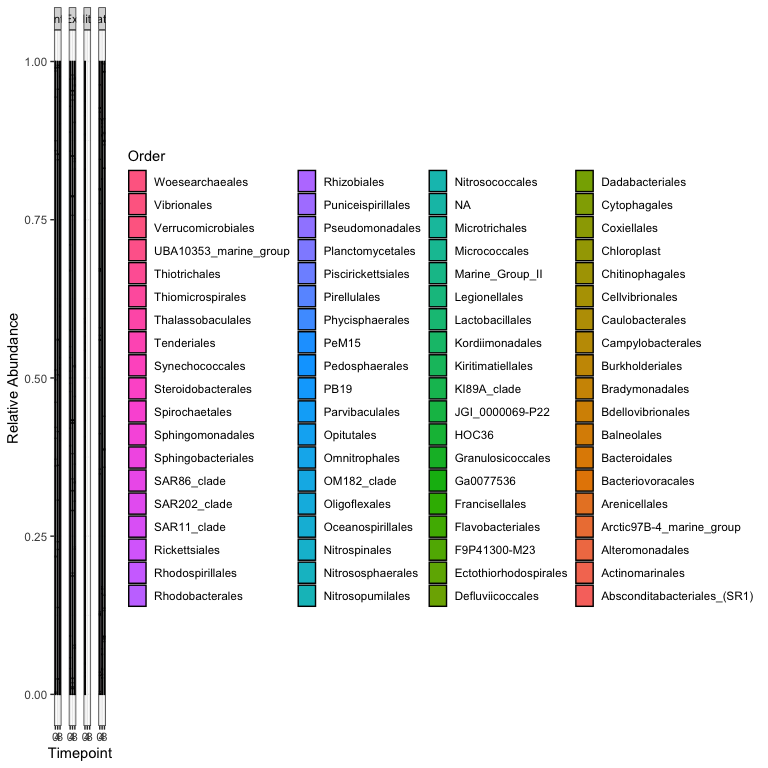 1.00
0.75
0.50
0.25
0.00
Relative Abundance
Timepoint
Order
Woesearchaeales
Vibrionales
Verrucomicrobiales
UBA10353_marine_group
Thiotrichales
Thiomicrospirales
Thalassobaculales
Tenderiales
Synechococcales
Steroidobacterales
Spirochaetales
Sphingomonadales
Sphingobacteriales
SAR86_clade
SAR202_clade
SAR11_clade
Rickettsiales
Rhodospirillales
Rhodobacterales
Rhizobiales
Puniceispirillales
Pseudomonadales
Planctomycetales
Piscirickettsiales
Pirellulales
Phycisphaerales
PeM15
Pedosphaerales
PB19
Parvibaculales
Opitutales
Omnitrophales
OM182_clade
Oligoflexales
Oceanospirillales
Nitrospinales
Nitrososphaerales
Nitrosopumilales
Nitrosococcales
NA
Microtrichales
Micrococcales
Marine_Group_II
Legionellales
Lactobacillales
Kordiimonadales
Kiritimatiellales
KI89A_clade
JGI_0000069-P22
HOC36
Granulosicoccales
Ga0077536
Francisellales
Flavobacteriales
F9P41300-M23
Ectothiorhodospirales
Defluviicoccales
Dadabacteriales
Cytophagales
Coxiellales
Chloroplast
Chitinophagales
Cellvibrionales
Caulobacterales
Campylobacterales
Burkholderiales
Bradymonadales
Bdellovibrionales
Balneolales
Bacteroidales
Bacteriovoracales
Arenicellales
Arctic97B-4_marine_group
Alteromonadales
Actinomarinales
Absconditabacteriales_(SR1)